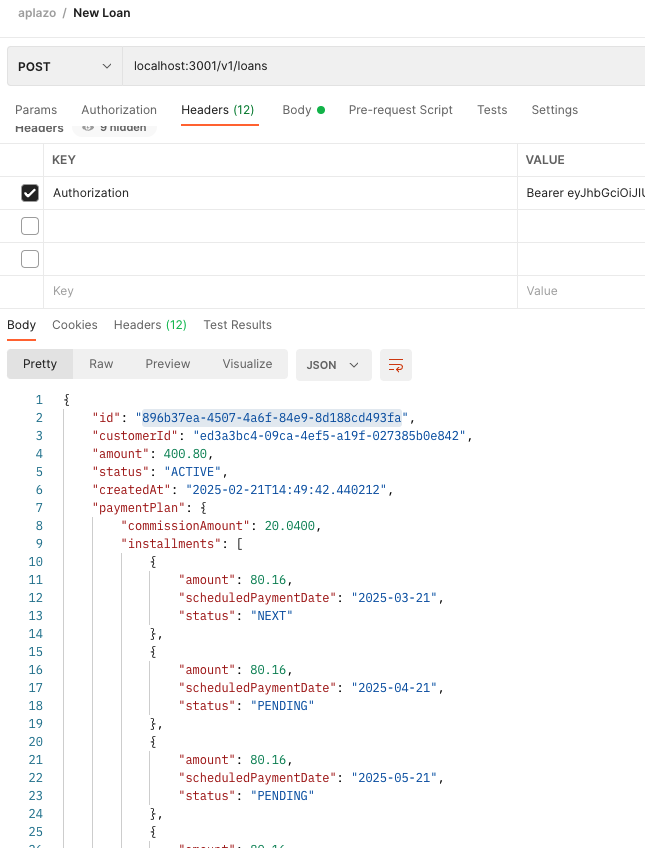 aplazo / New Loan
POST localhost:3001/v1/loans
Params Authorization Headers (12) Body Pre-request Script Tests Settings
Headers 9 hidden
KEY VALUE
Authorization Bearer eyJhbGciOiJIU
Key Value
Body Cookies Headers (12) Test Results
Pretty Raw Preview Visualize JSON
1 {
2 "id": "896b37ea-4507-4a6f-84e9-8d188cd493fa",
3 "customerId": "ed3a3bc4-09ca-4ef5-a19f-027385b0e842",
4 "amount": 400.80,
5 "status": "ACTIVE",
6 "createdAt": "2025-02-21T14:49:42.440212",
7 "paymentPlan": {
8 "commissionAmount": 20.0400,
9 "installments": [
10 {
11 "amount": 80.16,
12 "scheduledPaymentDate": "2025-03-21",
13 "status": "NEXT"
14 },
15 {
16 "amount": 80.16,
17 "scheduledPaymentDate": "2025-04-21",
18 "status": "PENDING"
19 },
20 {
21 "amount": 80.16,
22 "scheduledPaymentDate": "2025-05-21",
23 "status": "PENDING"
24 },
25 {